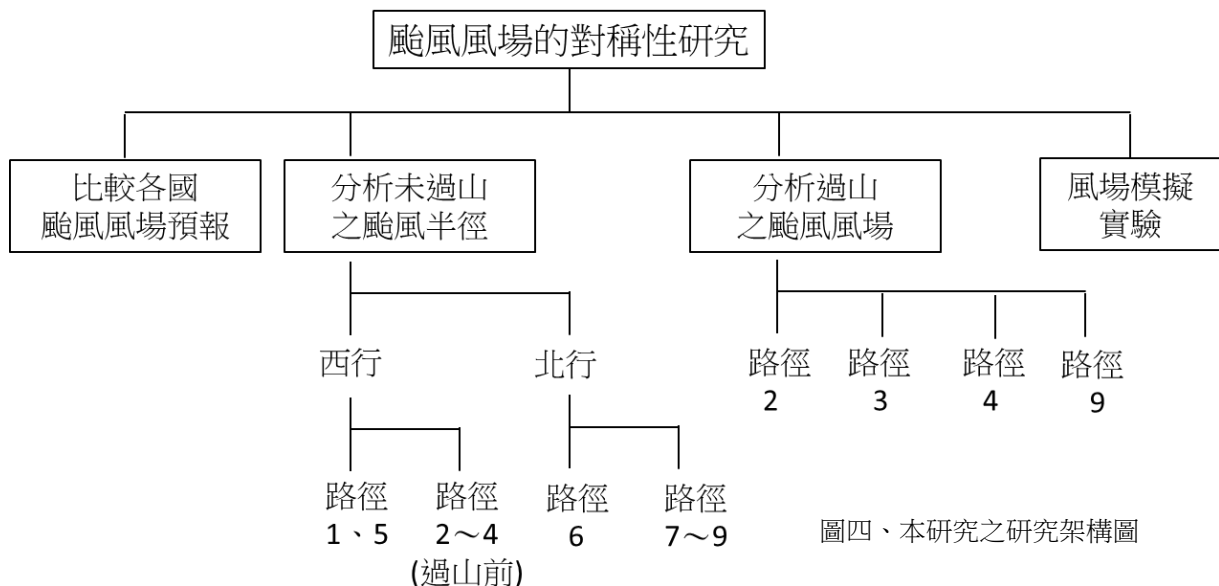 颱風風場的對稱性研究
比較各國
颱風風場預報
分析未過山
之颱風半徑
分析過山
之颱風風場
風場模擬
實驗
西行
北行
路徑
2
路徑
3
路徑
4
路徑
9
路徑
1、5
路徑
2～4
(過山前)
路徑
6
路徑
7～9
圖四、本研究之研究架構圖